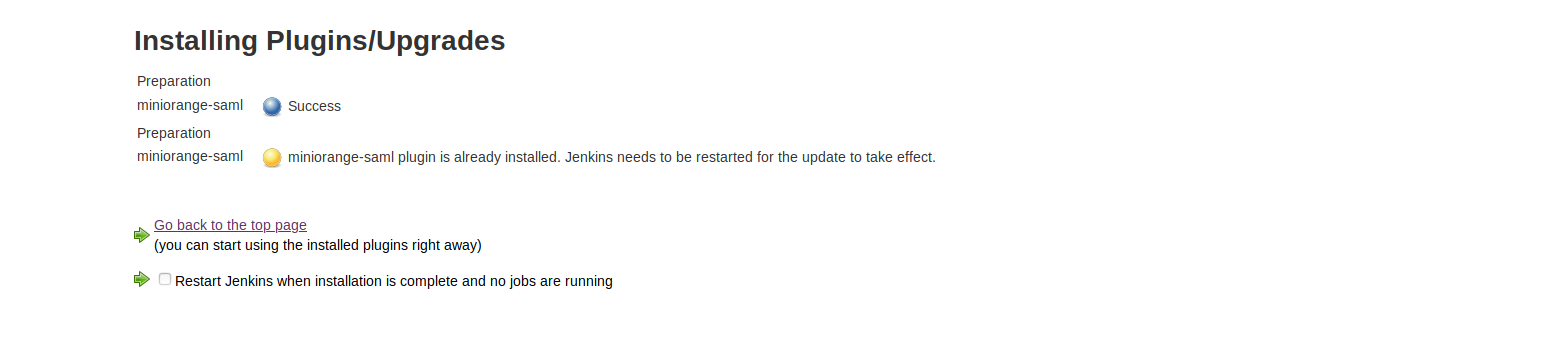 Installing Plugins/Upgrades
Preparation
miniorange-saml Success
Preparation
miniorange-saml miniorange-saml plugin is already installed. Jenkins needs to be restarted for the update to take effect.
Go back to the top page
(you can start using the installed plugins right away)
Restart Jenkins when installation is complete and no jobs are running